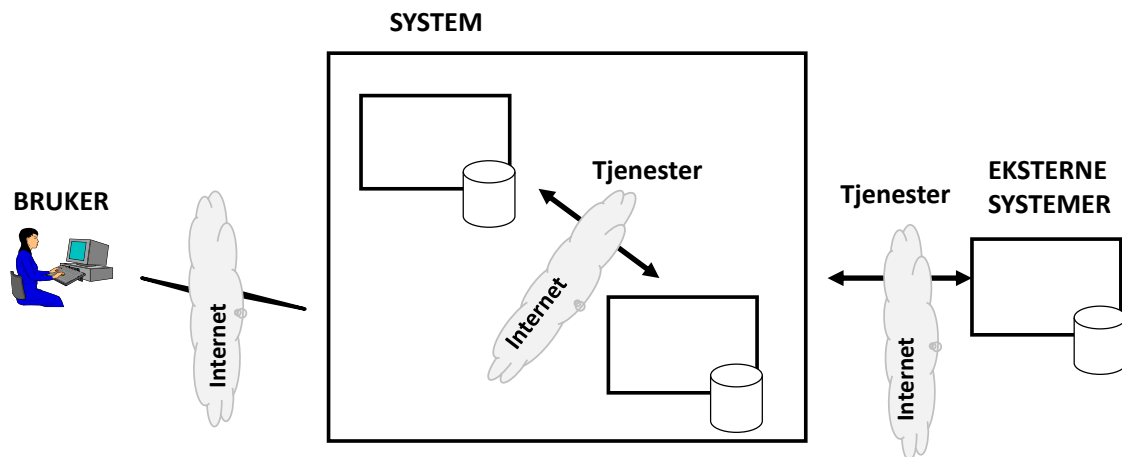 SYSTEM
BRUKER
Internet
Tjenester
Internet
Tjenester
Internet
EKSTERNE
SYSTEMER